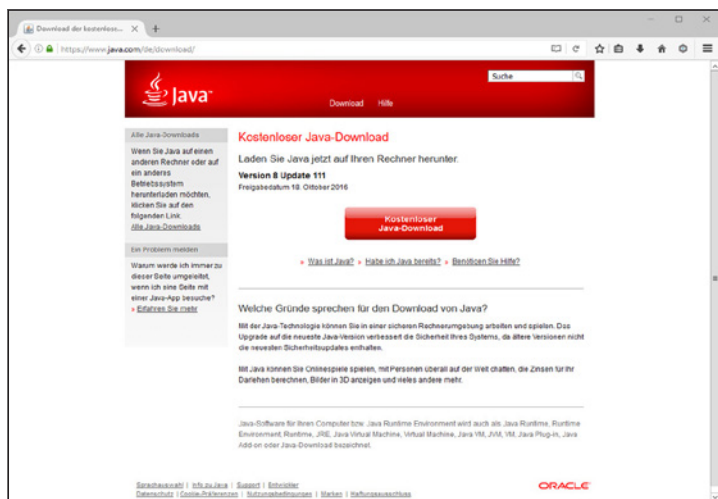 Download der kostenlose...
https://www.java.com/de/download/
Java
Suche
Download Hilfe
Alle Java-Downloads
Wenn Sie Java auf einen
anderen Rechner oder auf
ein anderes
Betriebssystem
herunterladen möchten,
klicken Sie auf den
folgenden Link.
Alle Java-Downloads
Ein Problem melden
Warum werde ich immer zu
dieser Seite umgeleitet,
wenn ich eine Seite mit
einer Java-App besuche?
» Erfahren Sie mehr
Kostenloser Java-Download
Laden Sie Java jetzt auf Ihren Rechner herunter.
Version 8 Update 111
Freigabedatum 18. Oktober 2016
Kostenloser
Java-Download
» Was ist Java? » Habe ich Java bereits? » Benötigen Sie Hilfe?
Welche Gründe sprechen für den Download von Java?
Mit der Java-Technologie können Sie in einer sicheren Rechnerumgebung arbeiten und spielen. Das
Upgrade auf die neueste Java-Version verbessert die Sicherheit Ihres Systems, da ältere Versionen nicht
die neuesten Sicherheitsupdates enthalten.
Mit Java können Sie Onlinespiele spielen, mit Personen überall auf der Welt chatten, die Zinsen für Ihr
Darlehen berechnen, Bilder in 3D anzeigen und vieles andere mehr.
Java-Software für Ihren Computer bzw. Java Runtime Environment wird auch als Java Runtime, Runtime
Environment, Runtime, JRE, Java Virtual Machine, Virtual Machine, Java VM, JVM, VM, Java Plug-in, Java
Add-on oder Java-Download bezeichnet.
Sprachauswahl | Info zu Java | Support | Entwickler
Datenschutz | Cookie-Präferenzen | Nutzungsbedingungen | Marken | Haftungsausschluss
ORACLE